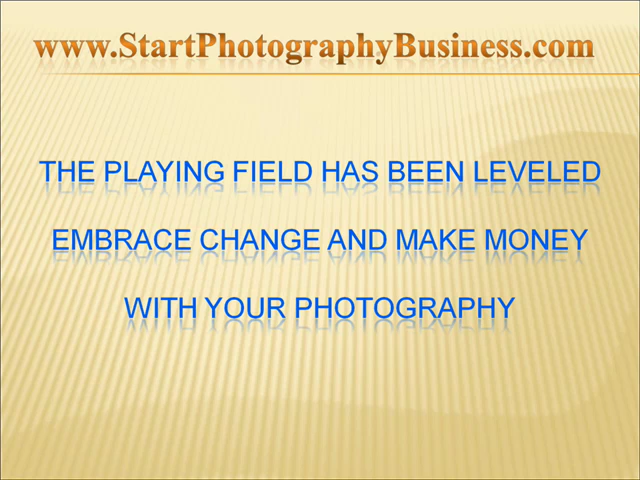 www.StartPhotographyBusiness.com
THE PLAYING FIELD HAS BEEN LEVELED
EMBRACE CHANGE AND MAKE MONEY
WITH YOUR PHOTOGRAPHY